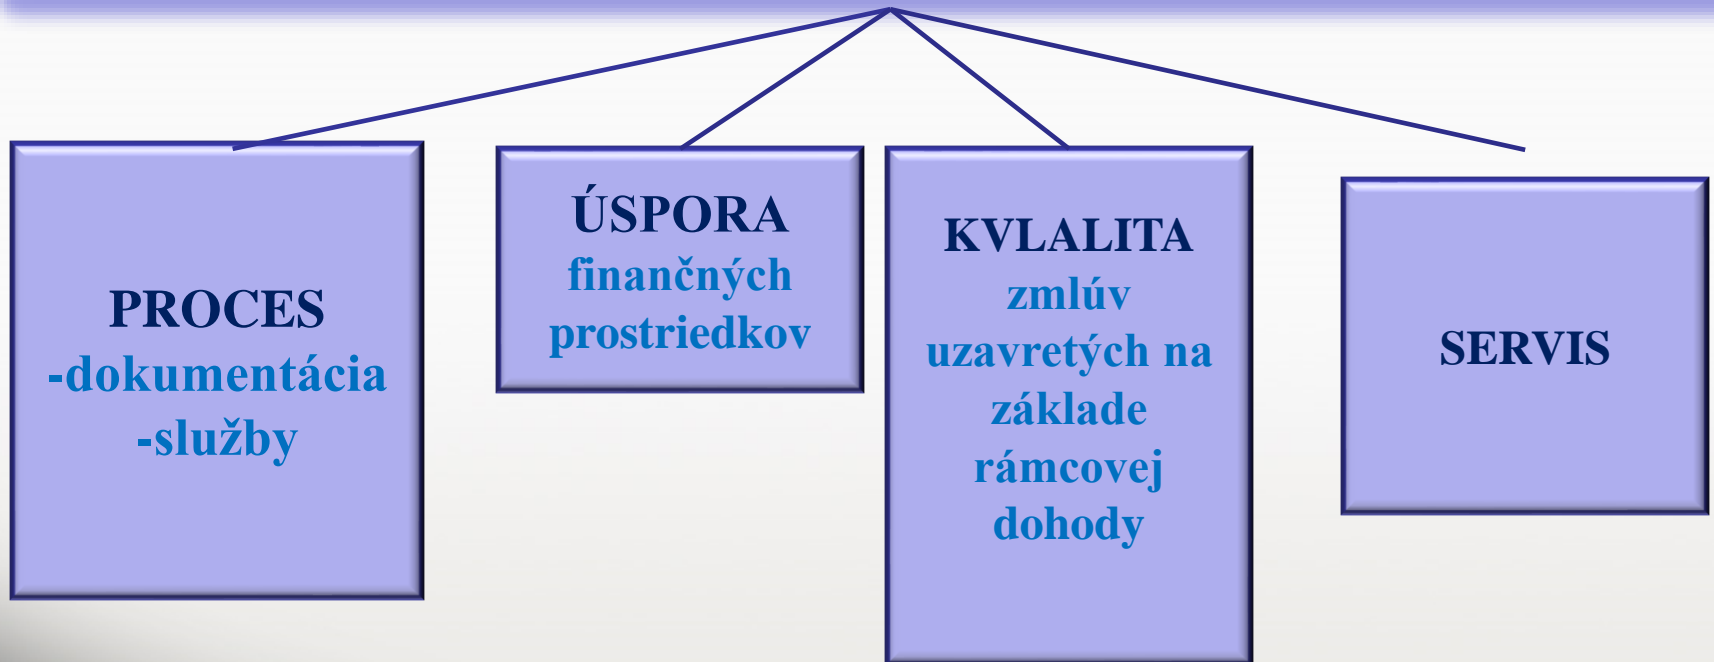 PROCES
-dokumentácia
-služby
ÚSPORA
finančných
prostriedkov
KVLALITA
zmlúv
uzavretých na
základe
rámcovej
dohody
SERVIS